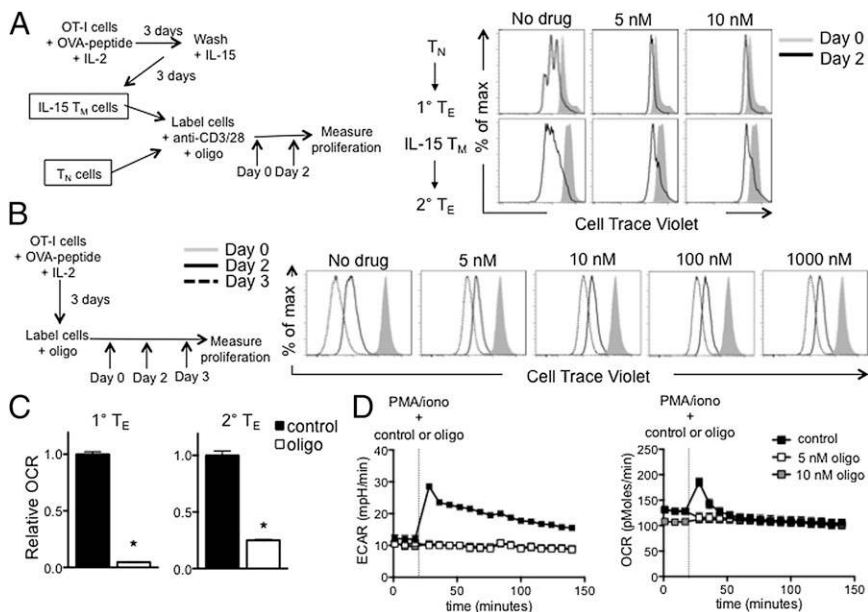 A
OT-I cells
+ OVA-peptide
+ IL-2
3 days
Wash
+ IL-15
3 days
IL-15 TM cells
TN cells
Label cells
+ anti-CD3/28
+ oligo
Day 0
Day 2
Measure
proliferation
No drug
5 nM
10 nM
Day 0
Day 2
TN
1° TE
IL-15 TM
2° TE
% of max
Cell Trace Violet
B
OT-I cells
+ OVA-peptide
+ IL-2
3 days
Label cells
+ oligo
Day 0
Day 2
Day 3
Measure
proliferation
Day 0
Day 2
Day 3
No drug
5 nM
10 nM
100 nM
1000 nM
% of max
Cell Trace Violet
C
1° TE
2° TE
control
oligo
Relative OCR
1.0
0.5
0.0
*
1.0
0.5
0.0
*
D
PMA/iono
+
control or oligo
ECAR (mpH/min)
40
30
20
10
0
0
50
100
150
time (minutes)
PMA/iono
+
control or oligo
control
5 nM oligo
10 nM oligo
OCR (pMoles/min)
250
200
150
100
50
0
0
50
100
150
time (minutes)